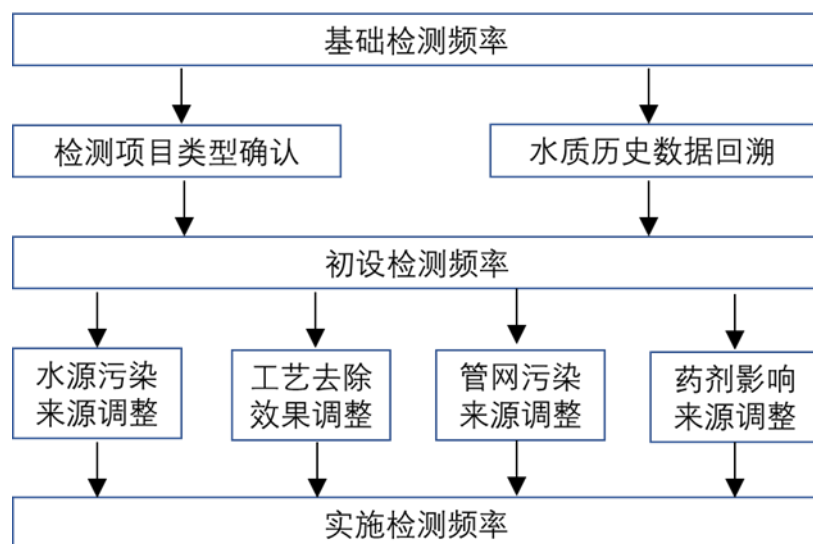 基础检测频率
检测项目类型确认
水质历史数据回溯
初设检测频率
水源污染
来源调整
工艺去除
效果调整
管网污染
来源调整
药剂影响
来源调整
实施检测频率